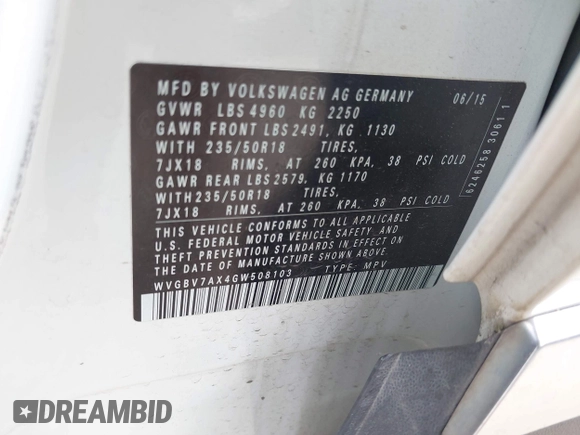 MFD BY VOLKSWAGEN AG GERMANY 06/15
GVWR LBS 4960 KG 2250
GAWR FRONT LBS 2491, KG 1130
WITH 235/50R18 TIRES,
7JX18 RIMS, AT 260 KPA, 38 PSI COLD
GAWR REAR LBS 2579, KG 1170
WITH 235/50R18 TIRES,
7JX18 RIMS, AT 260 KPA, 38 PSI COLD
THIS VEHICLE CONFORMS TO ALL APPLICABLE
U.S. FEDERAL MOTOR VEHICLE SAFETY AND
THEFT PREVENTION STANDARDS IN EFFECT ON
THE DATE OF MANUFACTURE SHOWN ABOVE
WVGBV7AX4GW508103 TYPE: MPV
6246258 3061 1
DREAMBID